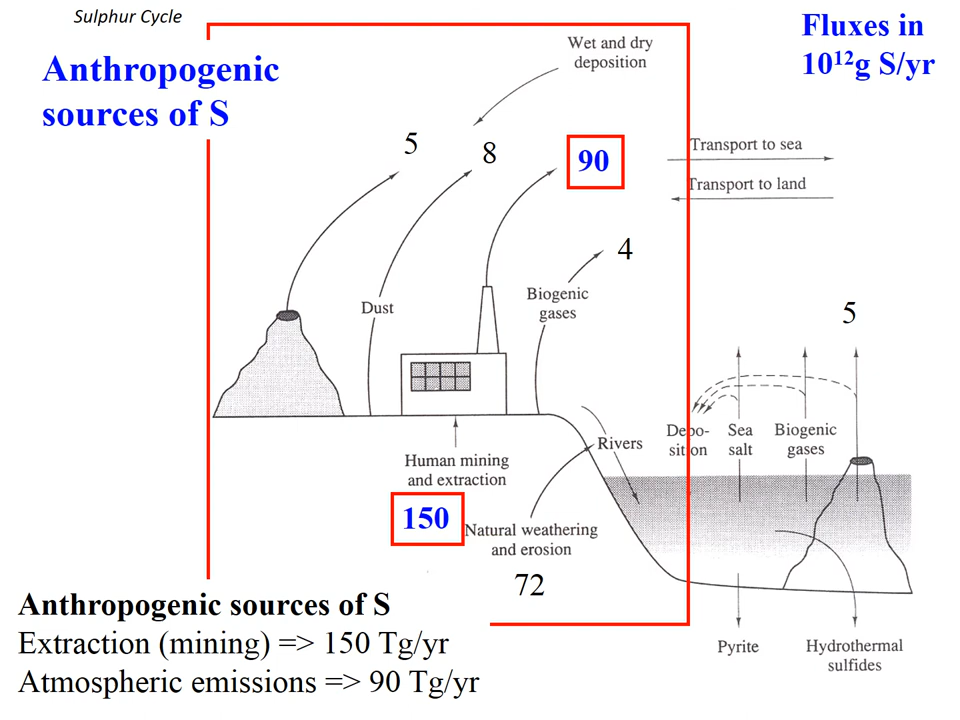 Sulphur Cycle
Fluxes in
10¹²g S/yr
Anthropogenic
sources of S
Wet and dry
deposition
5
8
90
Transport to sea
Transport to land
4
Dust
Biogenic
gases
5
Rivers
Depo-
sition
Sea
salt
Biogenic
gases
Human mining
and extraction
150
Natural weathering
and erosion
72
Pyrite
Hydrothermal
sulfides
Anthropogenic sources of S
Extraction (mining) => 150 Tg/yr
Atmospheric emissions => 90 Tg/yr